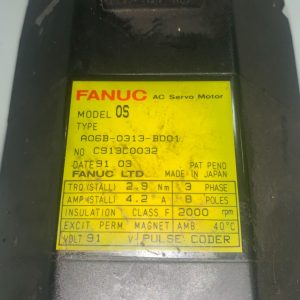 FANUC AC Servo Motor
MODEL 0S
TYPE
A06B-0313-B001
NO C913C0032
DATE 91.03 PAT PEND
FANUC LTD MADE IN JAPAN
TRQ(STALL) 2.9 Nm 3 PHASE
AMP(STALL) 4.2 A 8 POLES
INSULATION CLASS F 2000 rpm
EXCIT. PERM MAGNET AMB 40°C
VOLT 91 V PULSE CODER